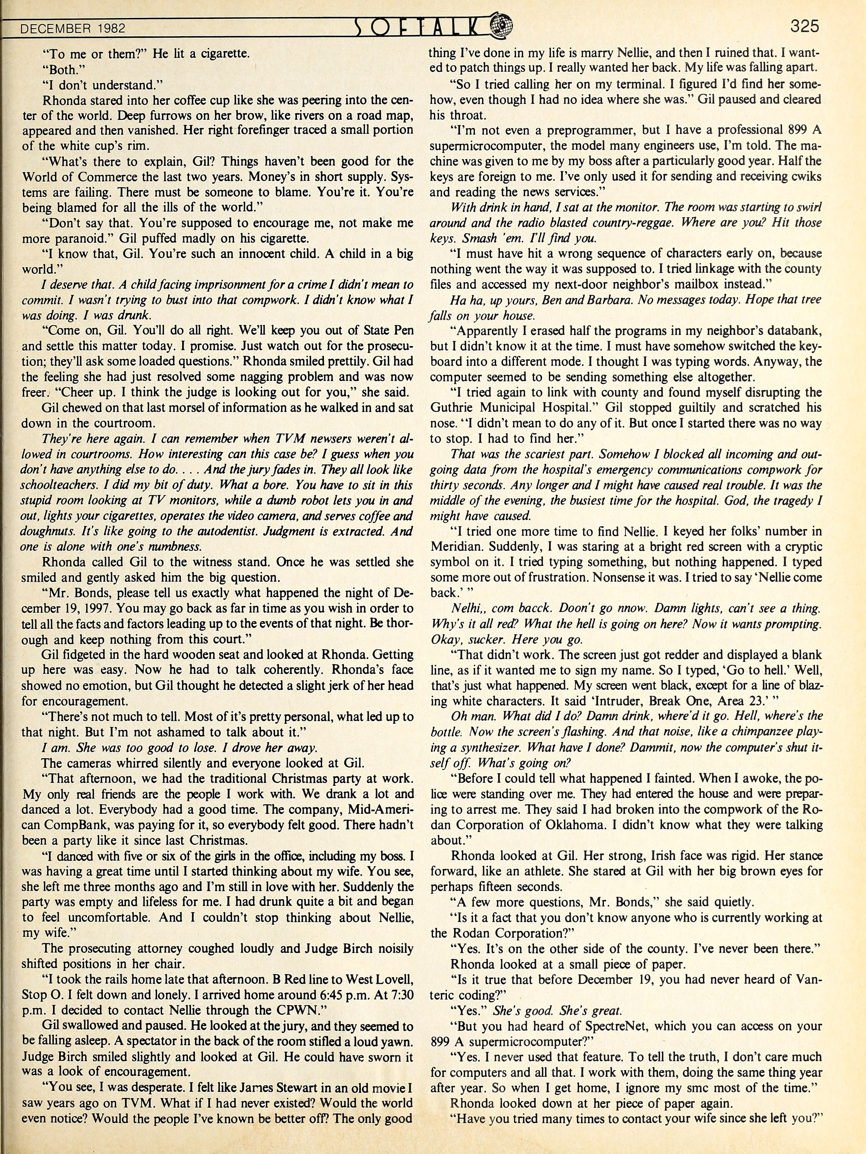 DECEMBER 1982
SOFTALK
325
"To me or them?" He lit a cigarette.
"Both."
"I don't understand."
Rhonda stared into her coffee cup like she was peering into the cen-
ter of the world. Deep furrows on her brow, like rivers on a road map,
appeared and then vanished. Her right forefinger traced a small portion
of the white cup's rim.
"What's there to explain, Gil? Things haven't been good for the
World of Commerce the last two years. Money's in short supply. Sys-
tems are failing. There must be someone to blame. You're it. You're
being blamed for all the ills of the world."
"Don't say that. You're supposed to encourage me, not make me
more paranoid." Gil puffed madly on his cigarette.
"I know that, Gil. You're such an innocent child. A child in a big
world."
I deserve that. A child facing imprisonment for a crime I didn't mean to
commit. I wasn't trying to bust into that compwork. I didn't know what I
was doing. I was drunk.
"Come on, Gil. You'll do all right. We'll keep you out of State Pen
and settle this matter today. I promise. Just watch out for the prosecu-
tion; they'll ask some loaded questions." Rhonda smiled prettily. Gil had
the feeling she had just resolved some nagging problem and was now
freer. "Cheer up. I think the judge is looking out for you," she said.
Gil chewed on that last morsel of information as he walked in and sat
down in the courtroom.
They're here again. I can remember when TVM newsers weren't al-
lowed in courtrooms. How interesting can this case be? I guess when you
don't have anything else to do. . . . And the jury fades in. They all look like
schoolteachers. I did my bit of duty. What a bore. You have to sit in this
stupid room looking at TV monitors, while a dumb robot lets you in and
out, lights your cigarettes, operates the video camera, and serves coffee and
doughnuts. It's like going to the autodentist. Judgment is extracted. And
one is alone with one's numbness.
Rhonda called Gil to the witness stand. Once he was settled she
smiled and gently asked him the big question.
"Mr. Bonds, please tell us exactly what happened the night of De-
cember 19, 1997. You may go back as far in time as you wish in order to
tell all the facts and factors leading up to the events of that night. Be thor-
ough and keep nothing from this court."
Gil fidgeted in the hard wooden seat and looked at Rhonda. Getting
up here was easy. Now he had to talk coherently. Rhonda's face
showed no emotion, but Gil thought he detected a slight jerk of her head
for encouragement.
"There's not much to tell. Most of it's pretty personal, what led up to
that night. But I'm not ashamed to talk about it."
I am. She was too good to lose. I drove her away.
The cameras whirred silently and everyone looked at Gil.
"That afternoon, we had the traditional Christmas party at work.
My only real friends are the people I work with. We drank a lot and
danced a lot. Everybody had a good time. The company, Mid-Ameri-
can CompBank, was paying for it, so everybody felt good. There hadn't
been a party like it since last Christmas.
"I danced with five or six of the girls in the office, including my boss. I
was having a great time until I started thinking about my wife. You see,
she left me three months ago and I'm still in love with her. Suddenly the
party was empty and lifeless for me. I had drunk quite a bit and began
to feel uncomfortable. And I couldn't stop thinking about Nellie,
my wife."
The prosecuting attorney coughed loudly and Judge Birch noisily
shifted positions in her chair.
"I took the rails home late that afternoon. B Red line to West Lovell,
Stop O. I felt down and lonely. I arrived home around 6:45 p.m. At 7:30
p.m. I decided to contact Nellie through the CPWN."
Gil swallowed and paused. He looked at the jury, and they seemed to
be falling asleep. A spectator in the back of the room stifled a loud yawn.
Judge Birch smiled slightly and looked at Gil. He could have sworn it
was a look of encouragement.
"You see, I was desperate. I felt like James Stewart in an old movie I
saw years ago on TVM. What if I had never existed? Would the world
even notice? Would the people I've known be better off? The only good
thing I've done in my life is marry Nellie, and then I ruined that. I want-
ed to patch things up. I really wanted her back. My life was falling apart.
"So I tried calling her on my terminal. I figured I'd find her some-
how, even though I had no idea where she was." Gil paused and cleared
his throat.
"I'm not even a preprogrammer, but I have a professional 899 A
supermicrocomputer, the model many engineers use, I'm told. The ma-
chine was given to me by my boss after a particularly good year. Half the
keys are foreign to me. I've only used it for sending and receiving cwiks
and reading the news services."
With drink in hand, I sat at the monitor. The room was starting to swirl
around and the radio blasted country-reggae. Where are you? Hit those
keys. Smash 'em. I'll find you.
"I must have hit a wrong sequence of characters early on, because
nothing went the way it was supposed to. I tried linkage with the county
files and accessed my next-door neighbor's mailbox instead."
Ha ha, up yours, Ben and Barbara. No messages today. Hope that tree
falls on your house.
"Apparently I erased half the programs in my neighbor's databank,
but I didn't know it at the time. I must have somehow switched the key-
board into a different mode. I thought I was typing words. Anyway, the
computer seemed to be sending something else altogether.
"I tried again to link with county and found myself disrupting the
Guthrie Municipal Hospital." Gil stopped guiltily and scratched his
nose. "I didn't mean to do any of it. But once I started there was no way
to stop. I had to find her."
That was the scariest part. Somehow I blocked all incoming and out-
going data from the hospital's emergency communications compwork for
thirty seconds. Any longer and I might have caused real trouble. It was the
middle of the evening, the busiest time for the hospital. God, the tragedy I
might have caused.
"I tried one more time to find Nellie. I keyed her folks' number in
Meridian. Suddenly, I was staring at a bright red screen with a cryptic
symbol on it. I tried typing something, but nothing happened. I typed
some more out of frustration. Nonsense it was. I tried to say 'Nellie come
back.' "
Nelhi,, com bacck. Doon't go nnow. Damn lights, can't see a thing.
Why's it all red? What the hell is going on here? Now it wants prompting.
Okay, sucker. Here you go.
"That didn't work. The screen just got redder and displayed a blank
line, as if it wanted me to sign my name. So I typed, 'Go to hell.' Well,
that's just what happened. My screen went black, except for a line of blaz-
ing white characters. It said 'Intruder, Break One, Area 23.' "
Oh man. What did I do? Damn drink, where'd it go. Hell, where's the
bottle. Now the screen's flashing. And that noise, like a chimpanzee play-
ing a synthesizer. What have I done? Dammit, now the computer's shut it-
self off. What's going on?
"Before I could tell what happened I fainted. When I awoke, the po-
lice were standing over me. They had entered the house and were prepar-
ing to arrest me. They said I had broken into the compwork of the Ro-
dan Corporation of Oklahoma. I didn't know what they were talking
about."
Rhonda looked at Gil. Her strong, Irish face was rigid. Her stance
forward, like an athlete. She stared at Gil with her big brown eyes for
perhaps fifteen seconds.
"A few more questions, Mr. Bonds," she said quietly.
"Is it a fact that you don't know anyone who is currently working at
the Rodan Corporation?"
"Yes. It's on the other side of the county. I've never been there."
Rhonda looked at a small piece of paper.
"Is it true that before December 19, you had never heard of Van-
teric coding?"
"Yes." She's good. She's great.
"But you had heard of SpectreNet, which you can access on your
899 A supermicrocomputer?"
"Yes. I never used that feature. To tell the truth, I don't care much
for computers and all that. I work with them, doing the same thing year
after year. So when I get home, I ignore my smc most of the time."
Rhonda looked down at her piece of paper again.
"Have you tried many times to contact your wife since she left you?"